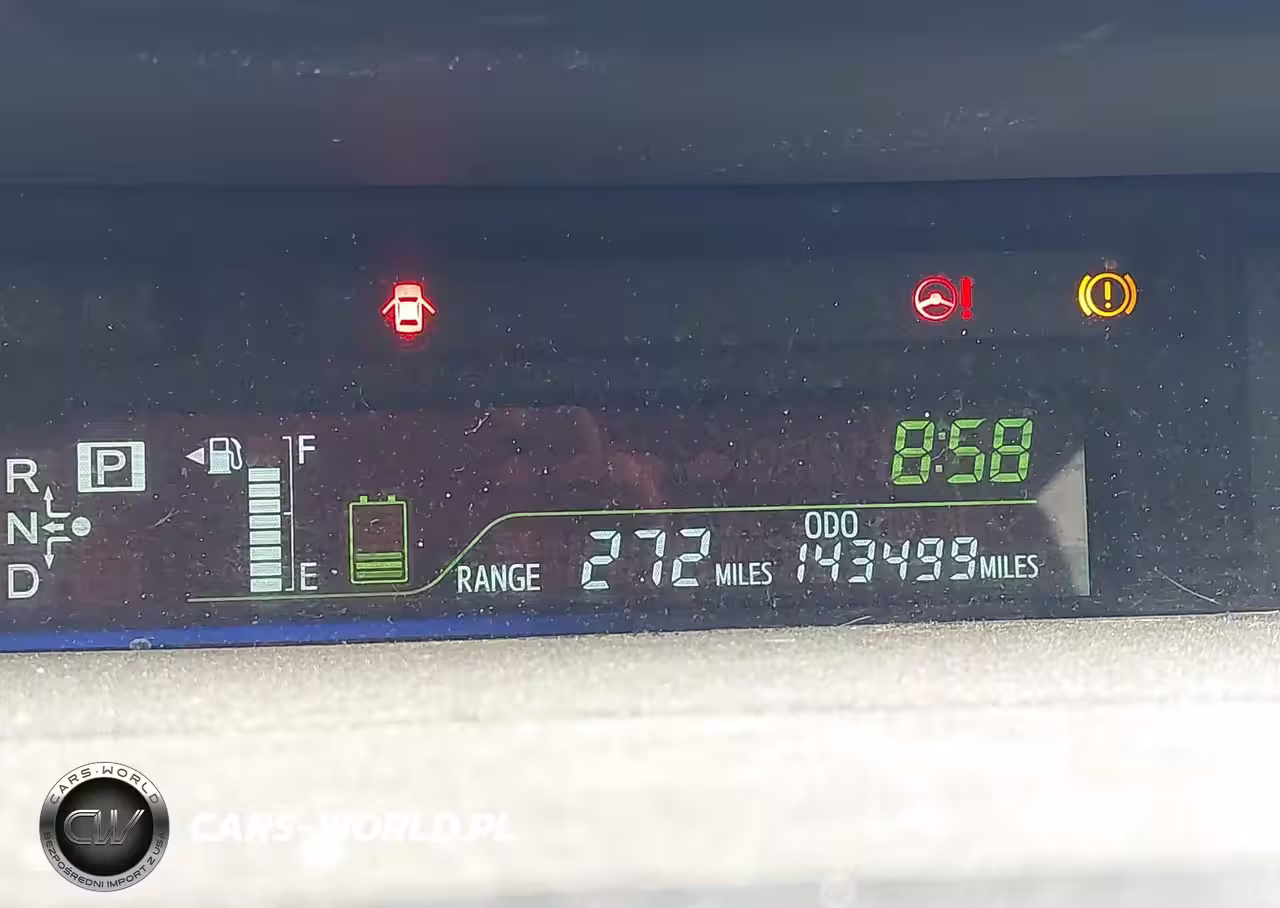 8:58
R
P
F
N
ODO
RANGE 272 MILES 143499 MILES
D
E
CARS·WORLD
CW
BEZPOŚREDNI IMPORT Z USA
CARS-WORLD.PL